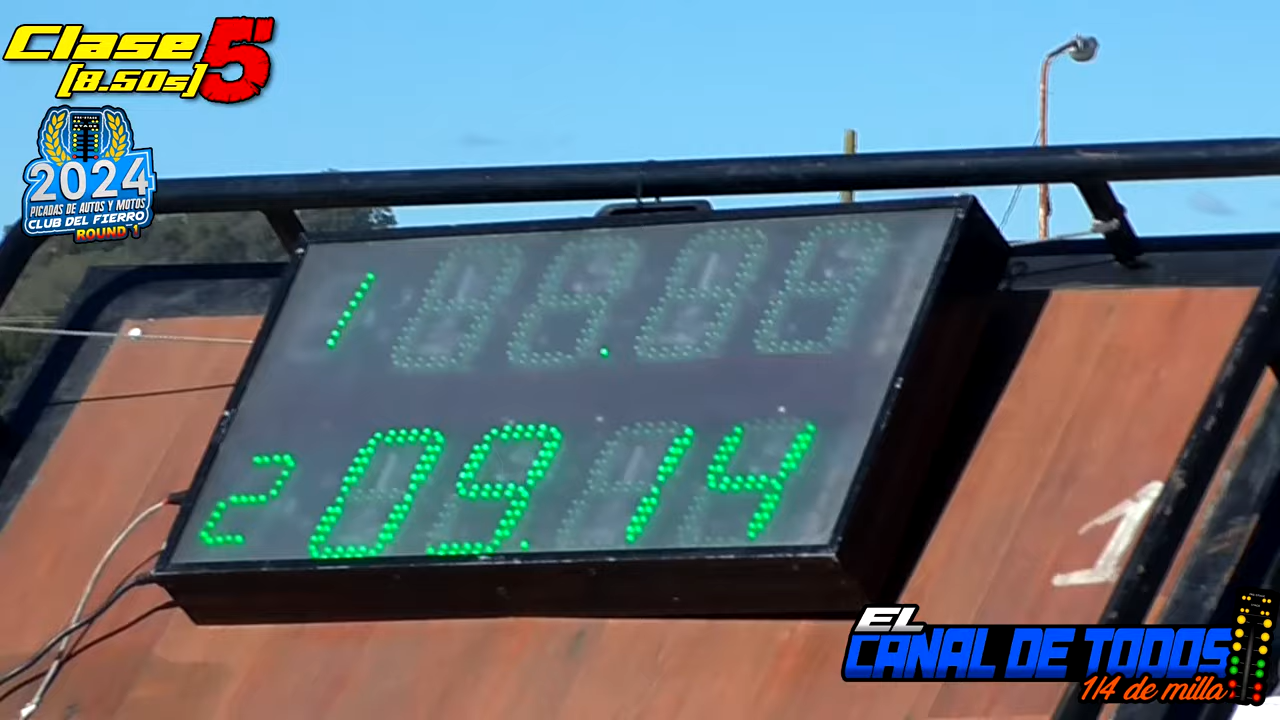 Clase 5
[8.50s]
2024
PICADAS DE AUTOS Y MOTOS
CLUB DEL FIERRO
ROUND 1
1 .
2 09.14
1
EL
CANAL DE TODOS
1/4 de milla